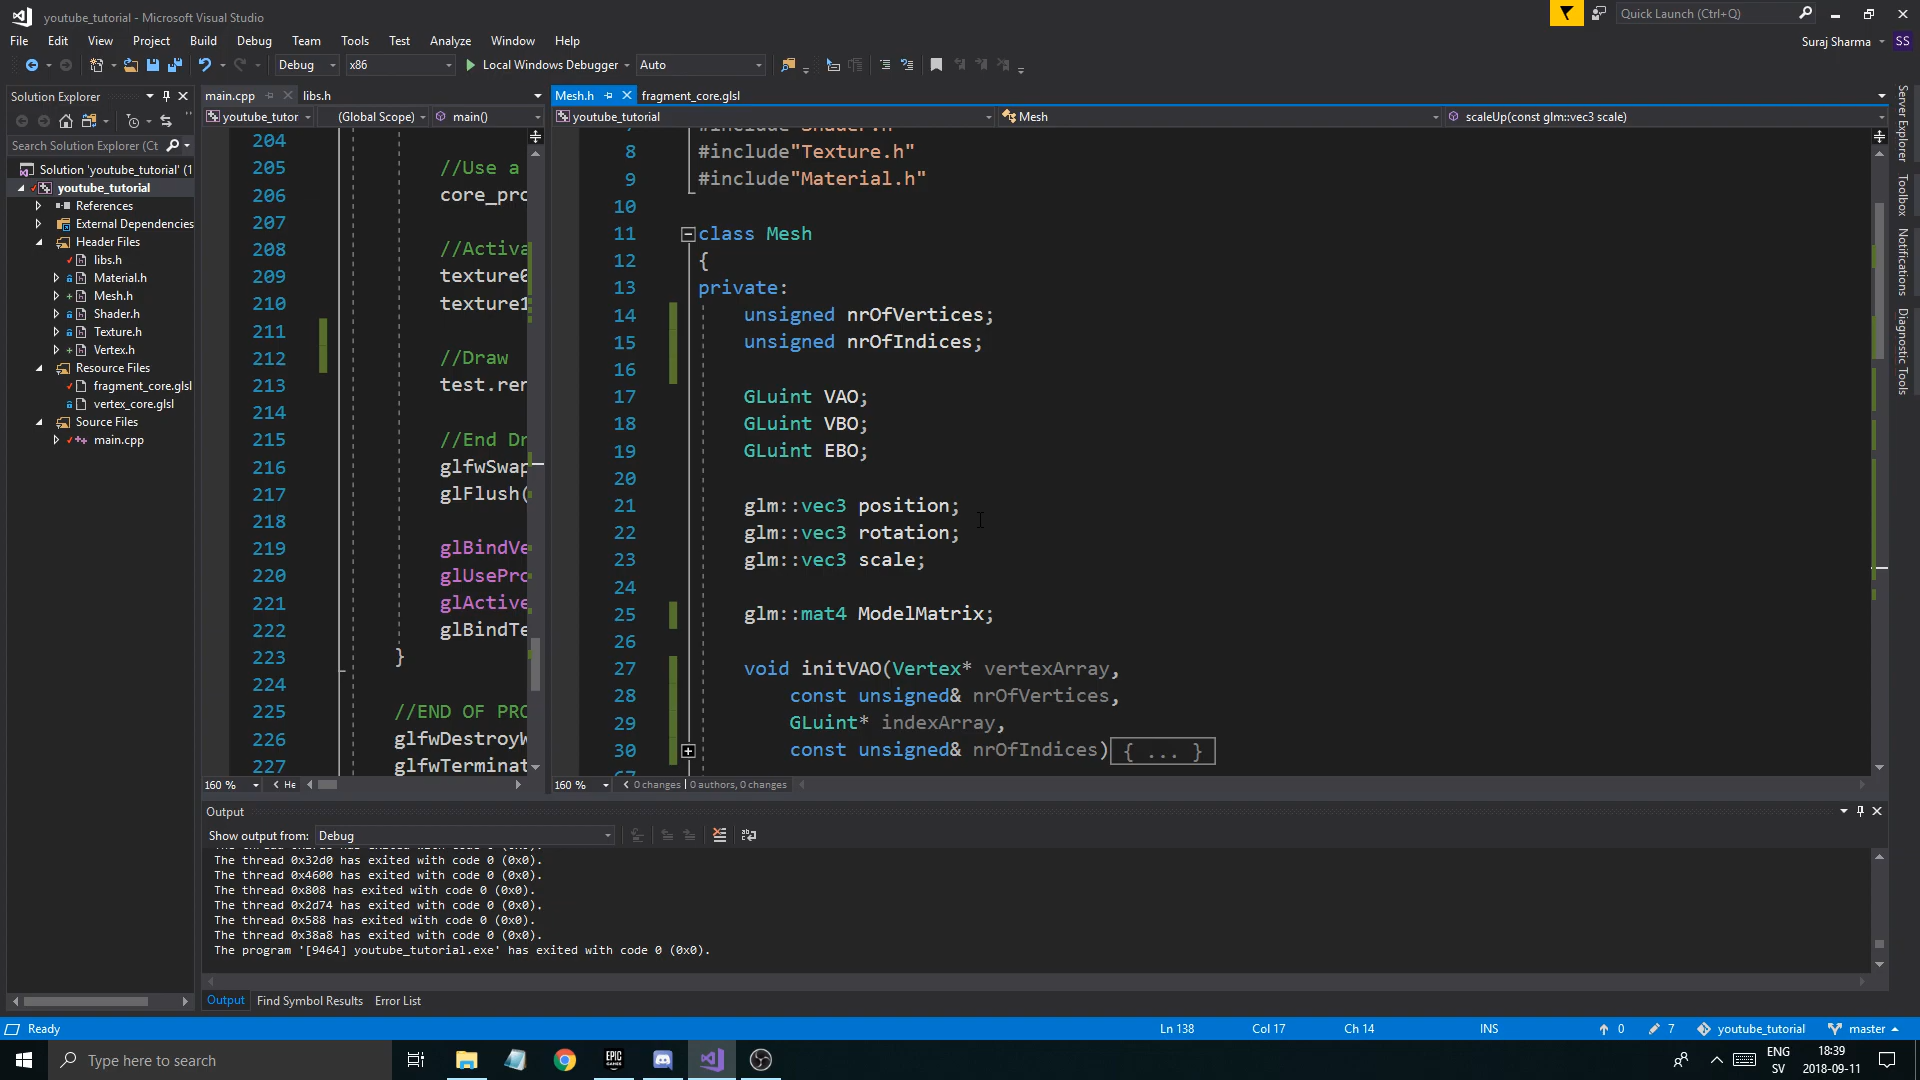 youtube_tutorial - Microsoft Visual Studio
Quick Launch (Ctrl+Q)
File Edit View Project Build Debug Team Tools Test Analyze Window Help
Suraj Sharma SS
Debug x86 Local Windows Debugger Auto
Solution Explorer
Search Solution Explorer (Ct
Solution 'youtube_tutorial' (1
youtube_tutorial
References
External Dependencies
Header Files
libs.h
Material.h
Mesh.h
Shader.h
Texture.h
Vertex.h
Resource Files
fragment_core.glsl
vertex_core.glsl
Source Files
main.cpp
main.cpp libs.h
youtube_tutor (Global Scope) main()
204
205 //Use a
206 core_pro
207
208 //Activa
209 texture0
210 texture1
211
212 //Draw
213 test.ren
214
215 //End Dr
216 glfwSwap
217 glFlush(
218
219 glBindVe
220 glUsePro
221 glActive
222 glBindTe
223 }
224
225 //END OF PRO
226 glfwDestroyW
227 glfwTerminat
160 % He
Mesh.h fragment_core.glsl
youtube_tutorial Mesh scaleUp(const glm::vec3 scale)
#include"Shader.h"
8 #include"Texture.h"
9 #include"Material.h"
10
11 class Mesh
12 {
13 private:
14 unsigned nrOfVertices;
15 unsigned nrOfIndices;
16
17 GLuint VAO;
18 GLuint VBO;
19 GLuint EBO;
20
21 glm::vec3 position;
22 glm::vec3 rotation;
23 glm::vec3 scale;
24
25 glm::mat4 ModelMatrix;
26
27 void initVAO(Vertex* vertexArray,
28 const unsigned& nrOfVertices,
29 GLuint* indexArray,
30 const unsigned& nrOfIndices){ ... }
160 % 0 changes | 0 authors, 0 changes
Server Explorer
Toolbox
Notifications
Diagnostic Tools
Output
Show output from: Debug
The thread 0x32d0 has exited with code 0 (0x0).
The thread 0x4600 has exited with code 0 (0x0).
The thread 0x808 has exited with code 0 (0x0).
The thread 0x2d74 has exited with code 0 (0x0).
The thread 0x588 has exited with code 0 (0x0).
The thread 0x38a8 has exited with code 0 (0x0).
The program '[9464] youtube_tutorial.exe' has exited with code 0 (0x0).
Output Find Symbol Results Error List
Ready Ln 138 Col 17 Ch 14 INS 0 7 youtube_tutorial master
Type here to search
EPIC GAMES
ENG
SV
18:39
2018-09-11